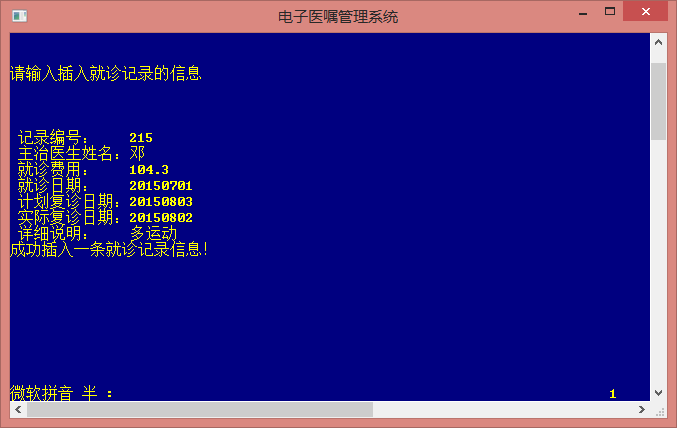 电子医嘱管理系统
请输入插入就诊记录的信息
记录编号: 215
主治医生姓名: 邓
就诊费用: 104.3
就诊日期: 20150701
计划复诊日期: 20150803
实际复诊日期: 20150802
详细说明: 多运动
成功插入一条就诊记录信息!
微软拼音 半 : 1